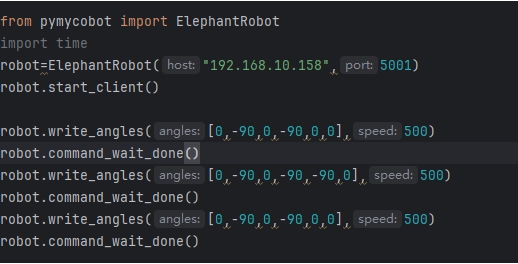 from pymycobot import ElephantRobot
import time
robot=ElephantRobot( host: "192.168.10.158", port: 5001)
robot.start_client()
robot.write_angles( angles: [0,-90,0,-90,0,0], speed: 500)
robot.command_wait_done()
robot.write_angles( angles: [0,-90,0,-90,-90,0], speed: 500)
robot.command_wait_done()
robot.write_angles( angles: [0,-90,0,-90,0,0], speed: 500)
robot.command_wait_done()